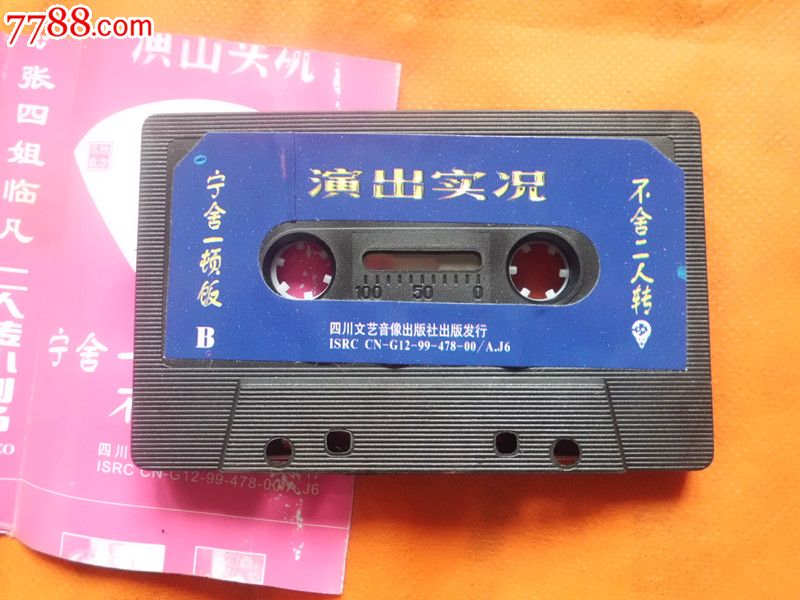 7788.com
演出实况
张四姐临凡
二人转
宁舍一
四川
ISRC CN-G12-99-478-00/A.J6
演出实况
宁舍一顿饭
不舍二人转
100 50 0
B
四川文艺音像出版社出版发行
ISRC CN-G12-99-478-00/A.J6